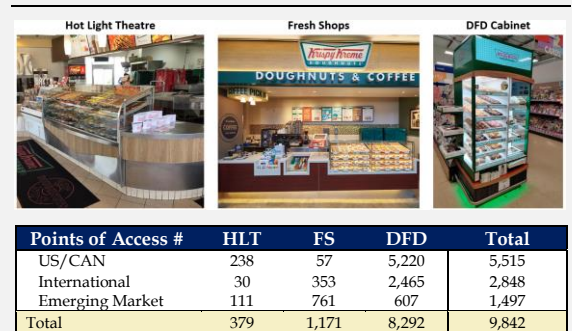 Hot Light Theatre Fresh Shops DFD Cabinet
Krispy Kreme
DOUGHNUTS
DOUGHNUTS & COFFEE
Points of Access # HLT FS DFD Total
US/CAN 238 57 5,220 5,515
International 30 353 2,465 2,848
Emerging Market 111 761 607 1,497
Total 379 1,171 8,292 9,842